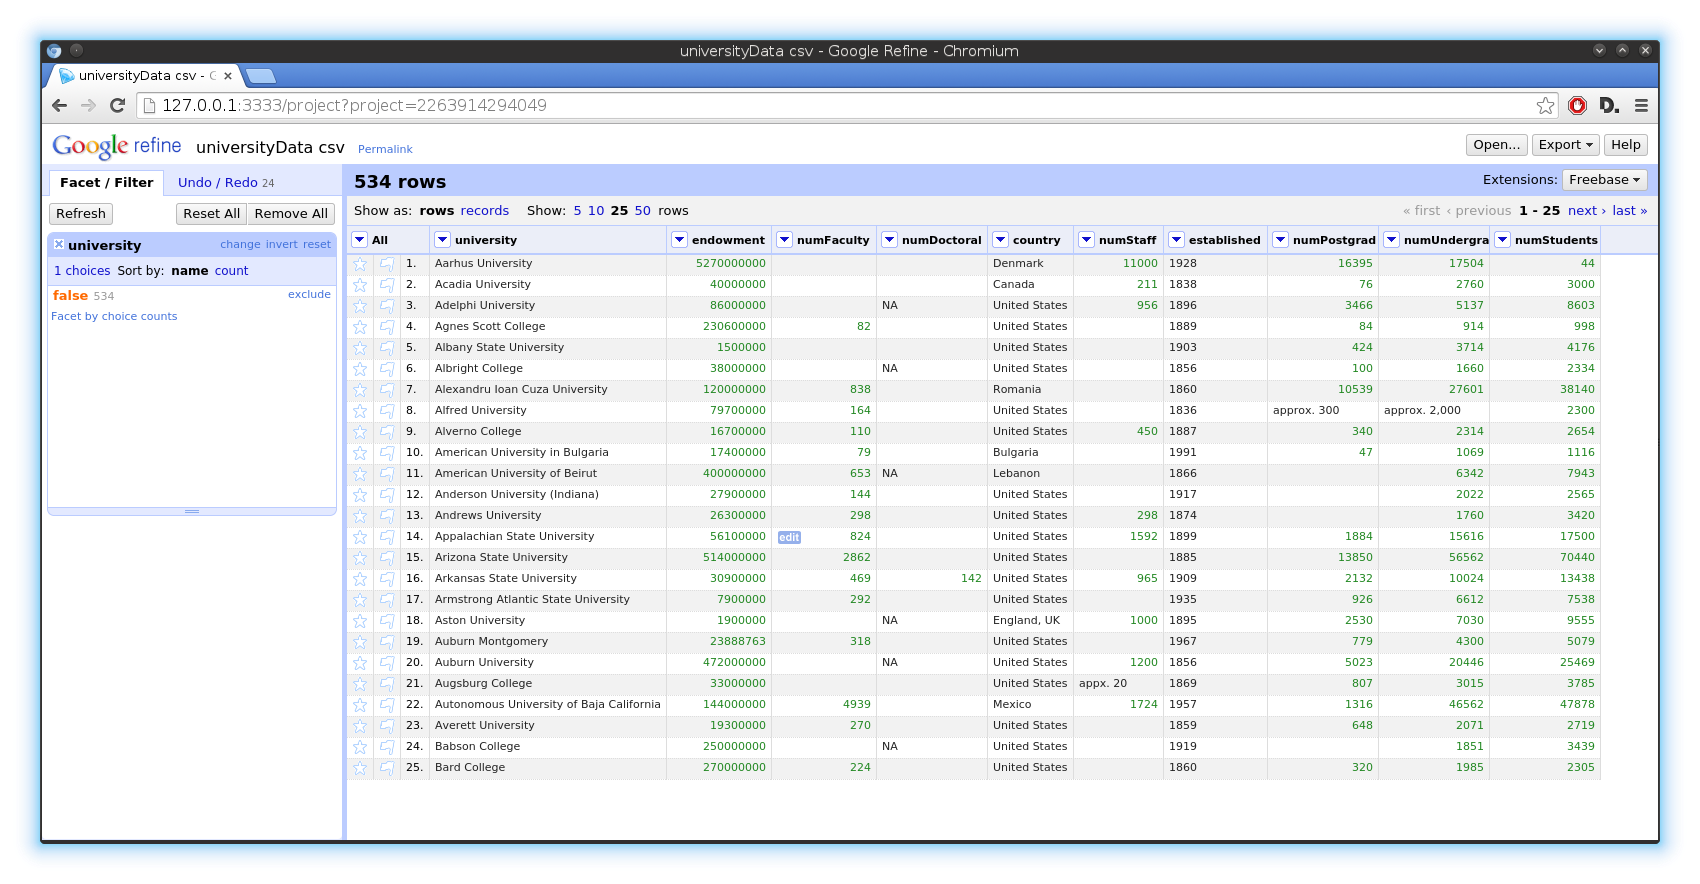 universityData csv - Google Refine - Chromium
universityData csv - G
127.0.0.1:3333/project?project=2263914294049
D.
Google refine universityData csv Permalink Open... Export Help
Facet / Filter Undo / Redo 24 534 rows Extensions: Freebase
Refresh Reset All Remove All Show as: rows records Show: 5 10 25 50 rows « first ‹ previous 1 - 25 next › last »
university change invert reset
1 choices Sort by: name count
false 534 exclude
Facet by choice counts
All university endowment numFaculty numDoctoral country numStaff established numPostgrad numUndergra numStudents
1. Aarhus University 5270000000 Denmark 11000 1928 16395 17504 44
2. Acadia University 40000000 Canada 211 1838 76 2760 3000
3. Adelphi University 86000000 NA United States 956 1896 3466 5137 8603
4. Agnes Scott College 230600000 82 United States 1889 84 914 998
5. Albany State University 1500000 United States 1903 424 3714 4176
6. Albright College 38000000 NA United States 1856 100 1660 2334
7. Alexandru Ioan Cuza University 120000000 838 Romania 1860 10539 27601 38140
8. Alfred University 79700000 164 United States 1836 approx. 300 approx. 2,000 2300
9. Alverno College 16700000 110 United States 450 1887 340 2314 2654
10. American University in Bulgaria 17400000 79 Bulgaria 1991 47 1069 1116
11. American University of Beirut 400000000 653 NA Lebanon 1866 6342 7943
12. Anderson University (Indiana) 27900000 144 United States 1917 2022 2565
13. Andrews University 26300000 298 United States 298 1874 1760 3420
14. Appalachian State University 56100000 edit 824 United States 1592 1899 1884 15616 17500
15. Arizona State University 514000000 2862 United States 1885 13850 56562 70440
16. Arkansas State University 30900000 469 142 United States 965 1909 2132 10024 13438
17. Armstrong Atlantic State University 7900000 292 United States 1935 926 6612 7538
18. Aston University 1900000 NA England, UK 1000 1895 2530 7030 9555
19. Auburn Montgomery 23888763 318 United States 1967 779 4300 5079
20. Auburn University 472000000 NA United States 1200 1856 5023 20446 25469
21. Augsburg College 33000000 United States appx. 20 1869 807 3015 3785
22. Autonomous University of Baja California 144000000 4939 Mexico 1724 1957 1316 46562 47878
23. Averett University 19300000 270 United States 1859 648 2071 2719
24. Babson College 250000000 NA United States 1919 1851 3439
25. Bard College 270000000 224 United States 1860 320 1985 2305